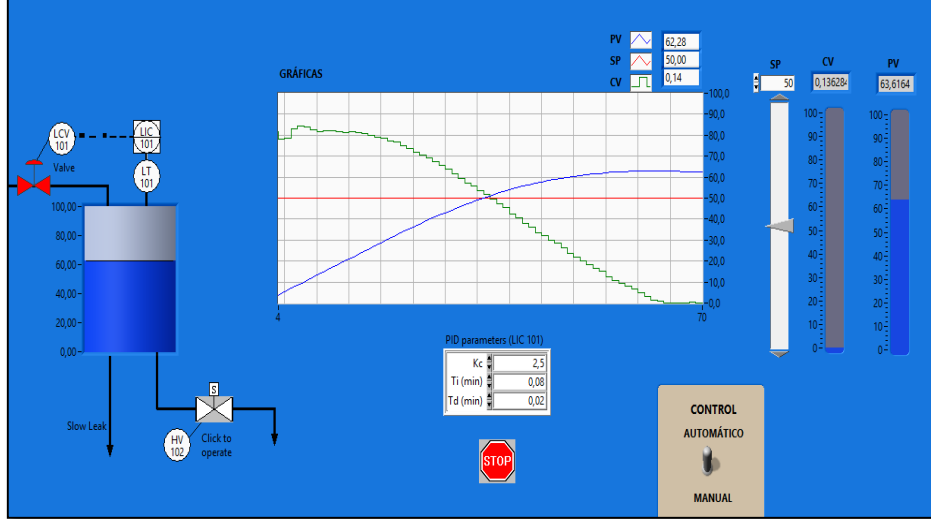 GRÁFICAS
PV 62,28
SP 50,00
CV 0,14
SP CV PV
50 0,136284 63,6164
LCV
101
LIC
101
LT
101
Valve
100,00
80,00
60,00
40,00
20,00
0,00
100,0
90,0
80,0
70,0
60,0
50,0
40,0
30,0
20,0
10,0
0,0
4 70
100
90
80
70
60
50
40
30
20
10
0
100
90
80
70
60
50
40
30
20
10
0
PID parameters (LIC 101)
Kc 2,5
Ti (min) 0,08
Td (min) 0,02
Slow Leak
S
HV
102
Click to
operate
STOP
CONTROL
AUTOMÁTICO
MANUAL